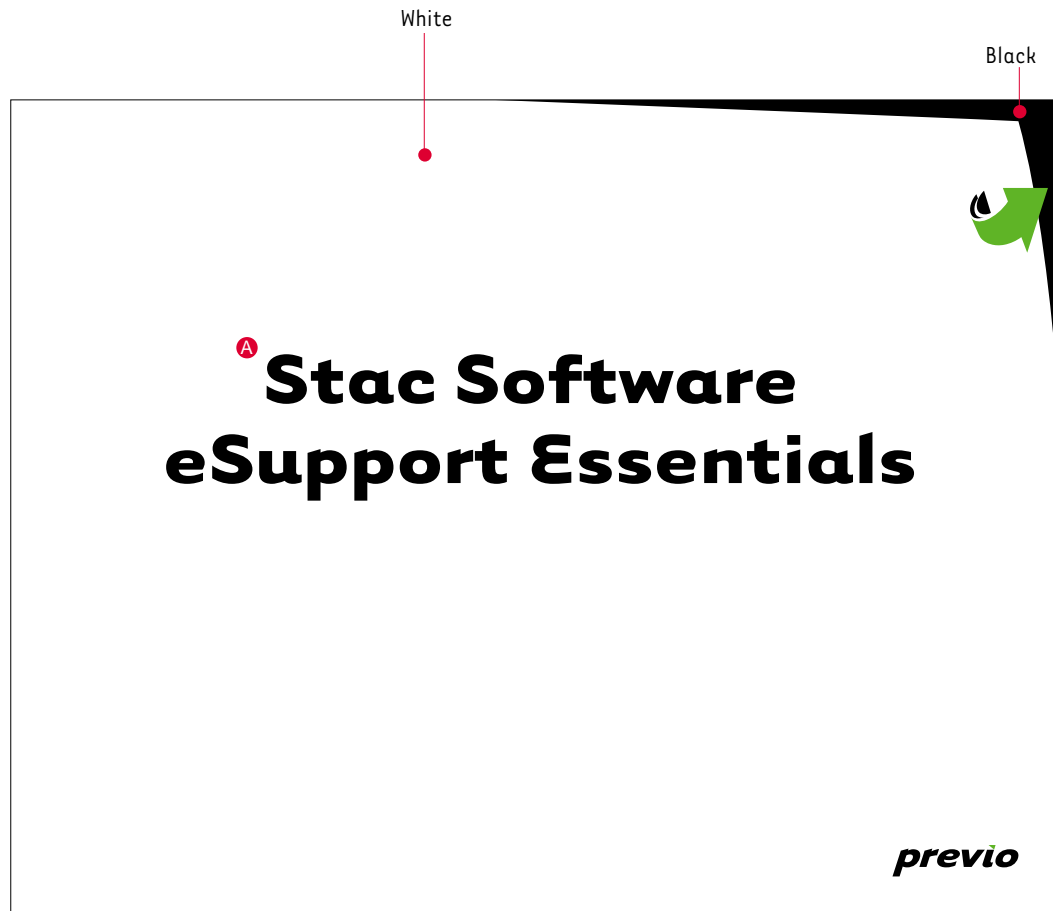 White
Black
A
Stac Software
eSupport Essentials
previo